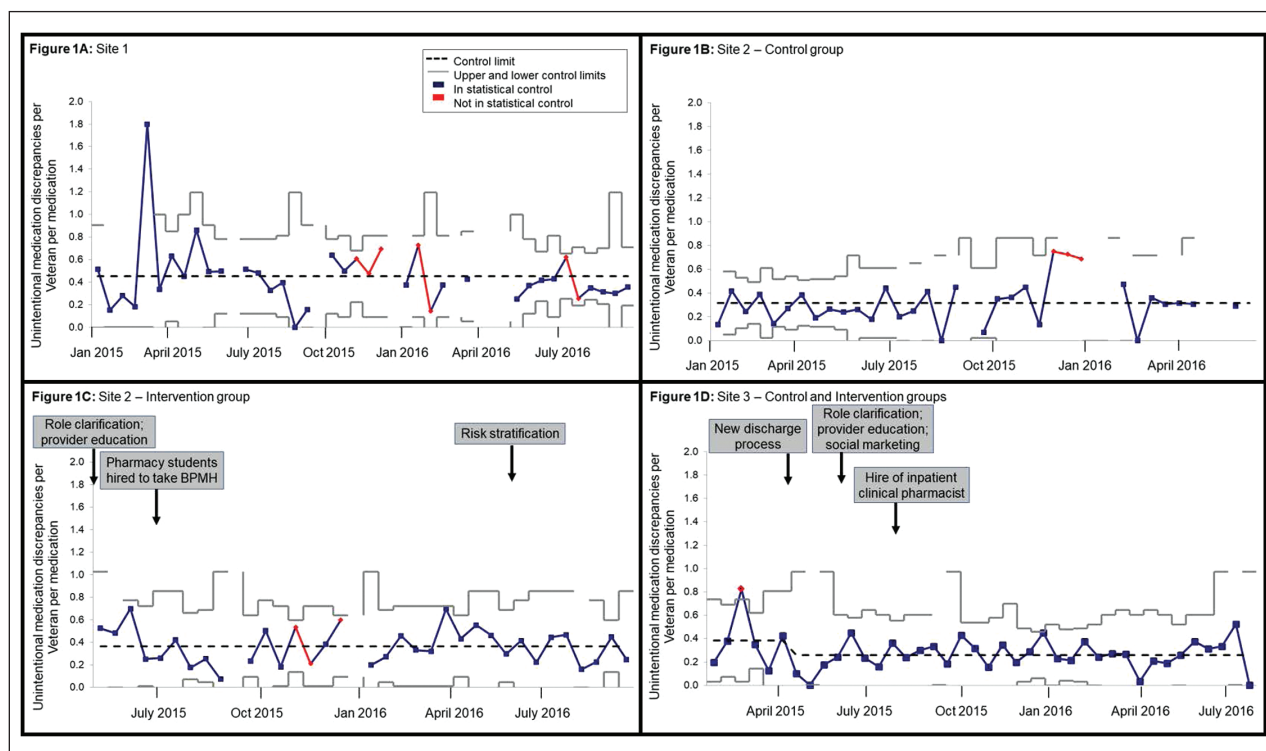 Figure 1A: Site 1
Control limit
Upper and lower control limits
In statistical control
Not in statistical control
Unintentional medication discrepancies per
Veteran per medication
2.0
1.8
1.6
1.4
1.2
1.0
0.8
0.6
0.4
0.2
0.0
Jan 2015 April 2015 July 2015 Oct 2015 Jan 2016 April 2016 July 2016
Figure 1B: Site 2 – Control group
Unintentional medication discrepancies per
Veteran per medication
2.0
1.8
1.6
1.4
1.2
1.0
0.8
0.6
0.4
0.2
0.0
Jan 2015 April 2015 July 2015 Oct 2015 Jan 2016 April 2016
Figure 1C: Site 2 – Intervention group
Role clarification;
provider education
Pharmacy students
hired to take BPMH
Risk stratification
Unintentional medication discrepancies per
Veteran per medication
2.0
1.8
1.6
1.4
1.2
1.0
0.8
0.6
0.4
0.2
0.0
July 2015 Oct 2015 Jan 2016 April 2016 July 2016
Figure 1D: Site 3 – Control and Intervention groups
New discharge
process
Role clarification;
provider education;
social marketing
Hire of inpatient
clinical pharmacist
Unintentional medication discrepancies per
Veteran per medication
2.0
1.8
1.6
1.4
1.2
1.0
0.8
0.6
0.4
0.2
0.0
April 2015 July 2015 Oct 2015 Jan 2016 April 2016 July 2016